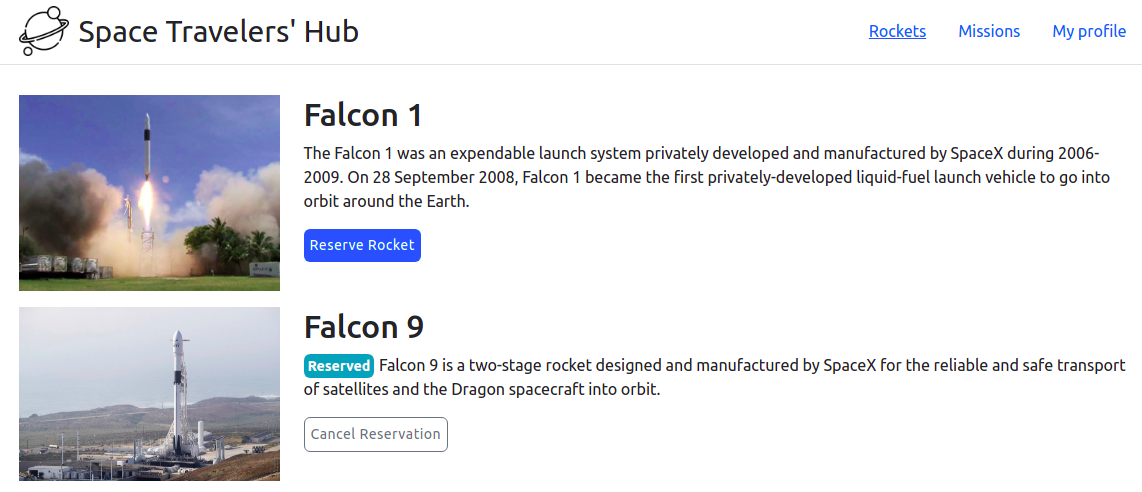 Space Travelers' Hub
Rockets
Missions
My profile
Falcon 1
The Falcon 1 was an expendable launch system privately developed and manufactured by SpaceX during 2006-
2009. On 28 September 2008, Falcon 1 became the first privately-developed liquid-fuel launch vehicle to go into
orbit around the Earth.
Reserve Rocket
Falcon 9
Reserved Falcon 9 is a two-stage rocket designed and manufactured by SpaceX for the reliable and safe transport
of satellites and the Dragon spacecraft into orbit.
Cancel Reservation